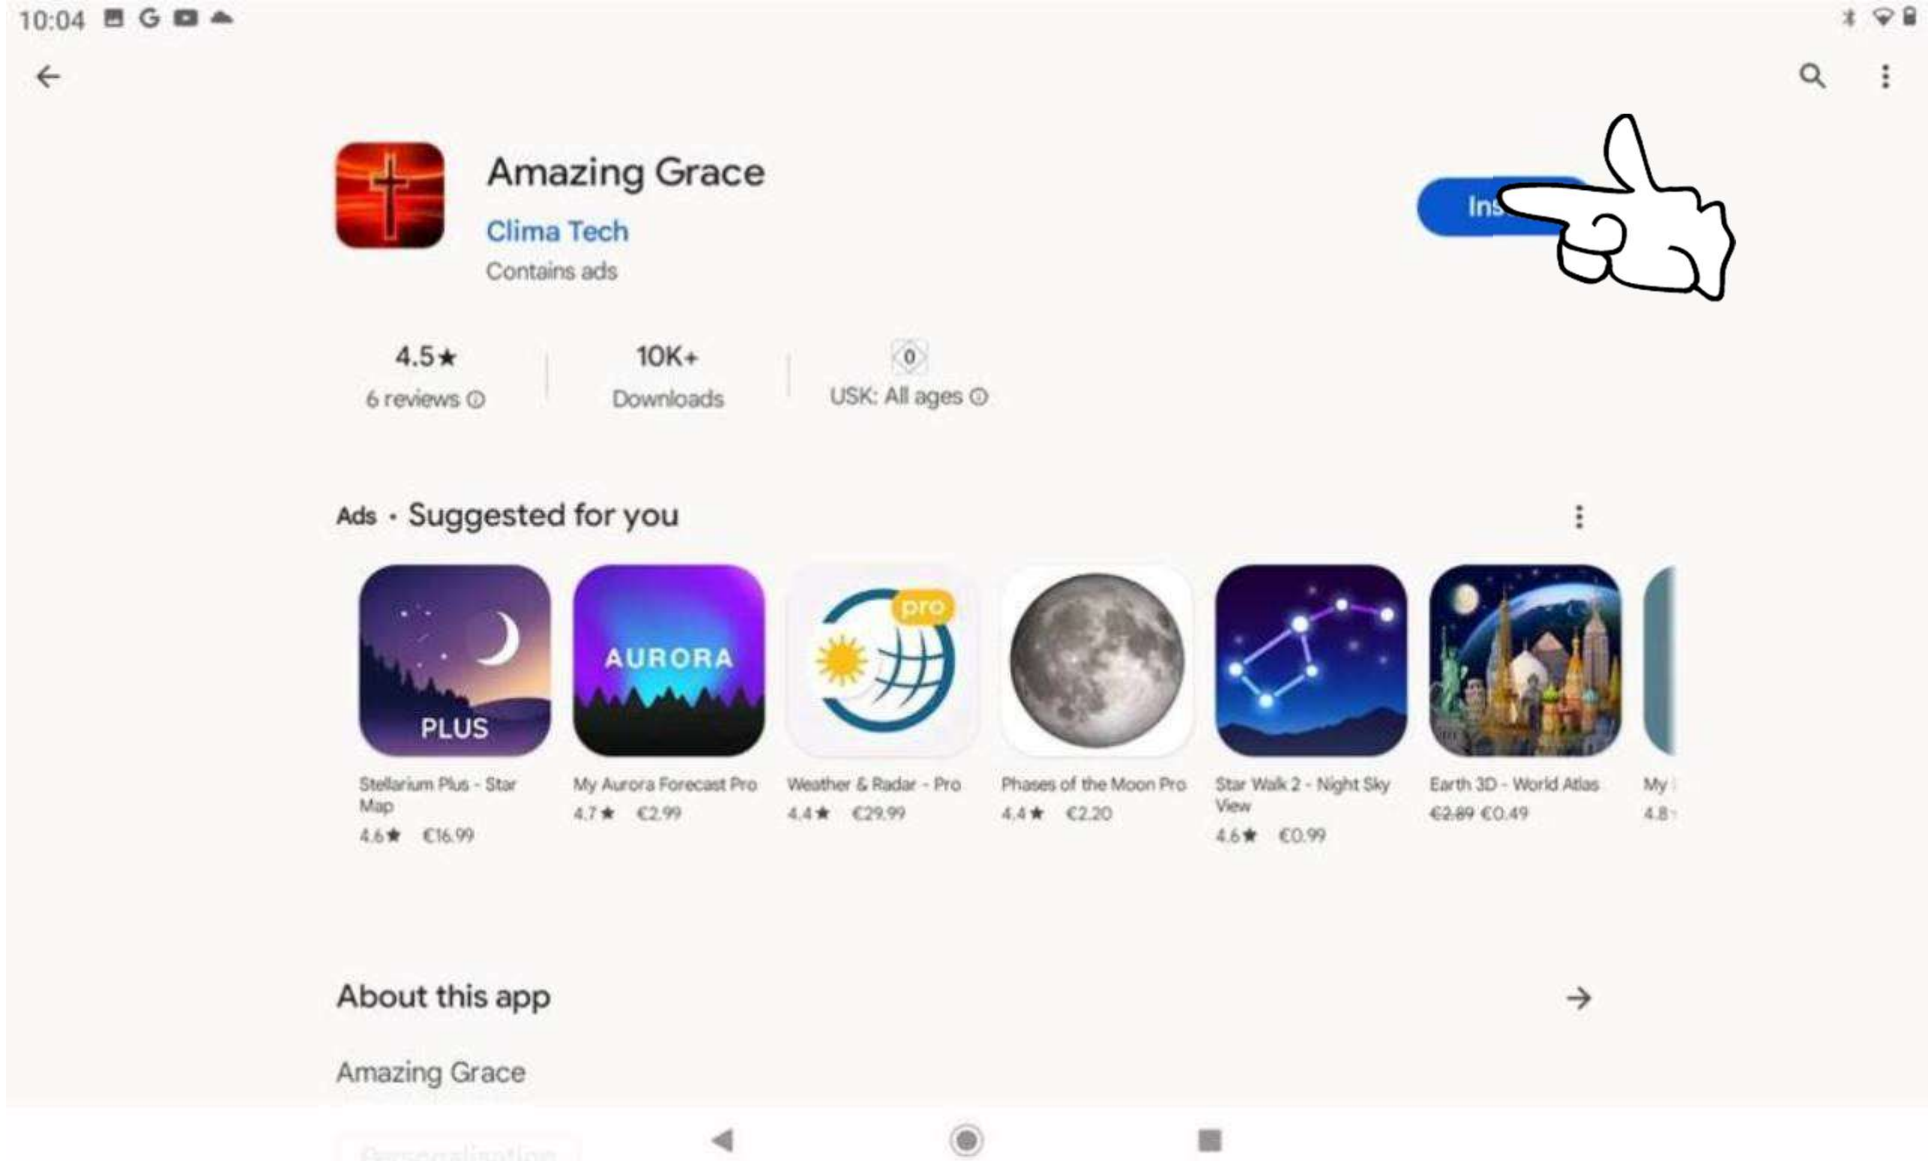 10:04
Amazing Grace
Clima Tech
Contains ads
4.5★
6 reviews
10K+
Downloads
0
USK: All ages
Ads • Suggested for you
PLUS
AURORA
pro
Stellarium Plus - Star
Map
4.6★ €16.99
My Aurora Forecast Pro
4.7★ €2.99
Weather & Radar - Pro
4.4★ €29.99
Phases of the Moon Pro
4.4★ €2.20
Star Walk 2 - Night Sky
View
4.6★ €0.99
Earth 3D - World Atlas
€2.89 €0.49
My
4.8
About this app
Amazing Grace
Personalisation